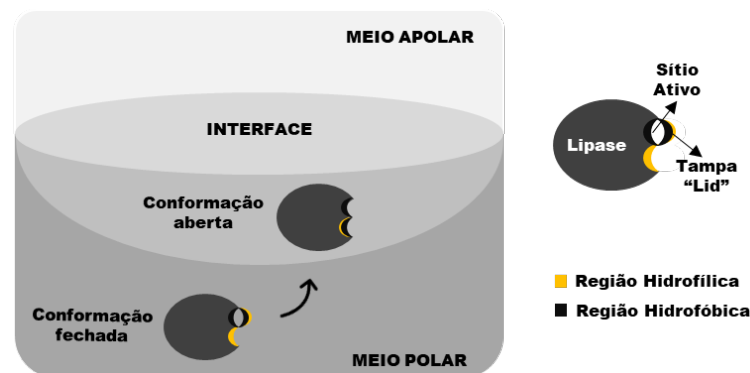 MEIO APOLAR
INTERFACE
Conformação
aberta
Conformação
fechada
MEIO POLAR
Sítio
Ativo
Lipase
Tampa
“Lid”
Região Hidrofílica
Região Hidrofóbica